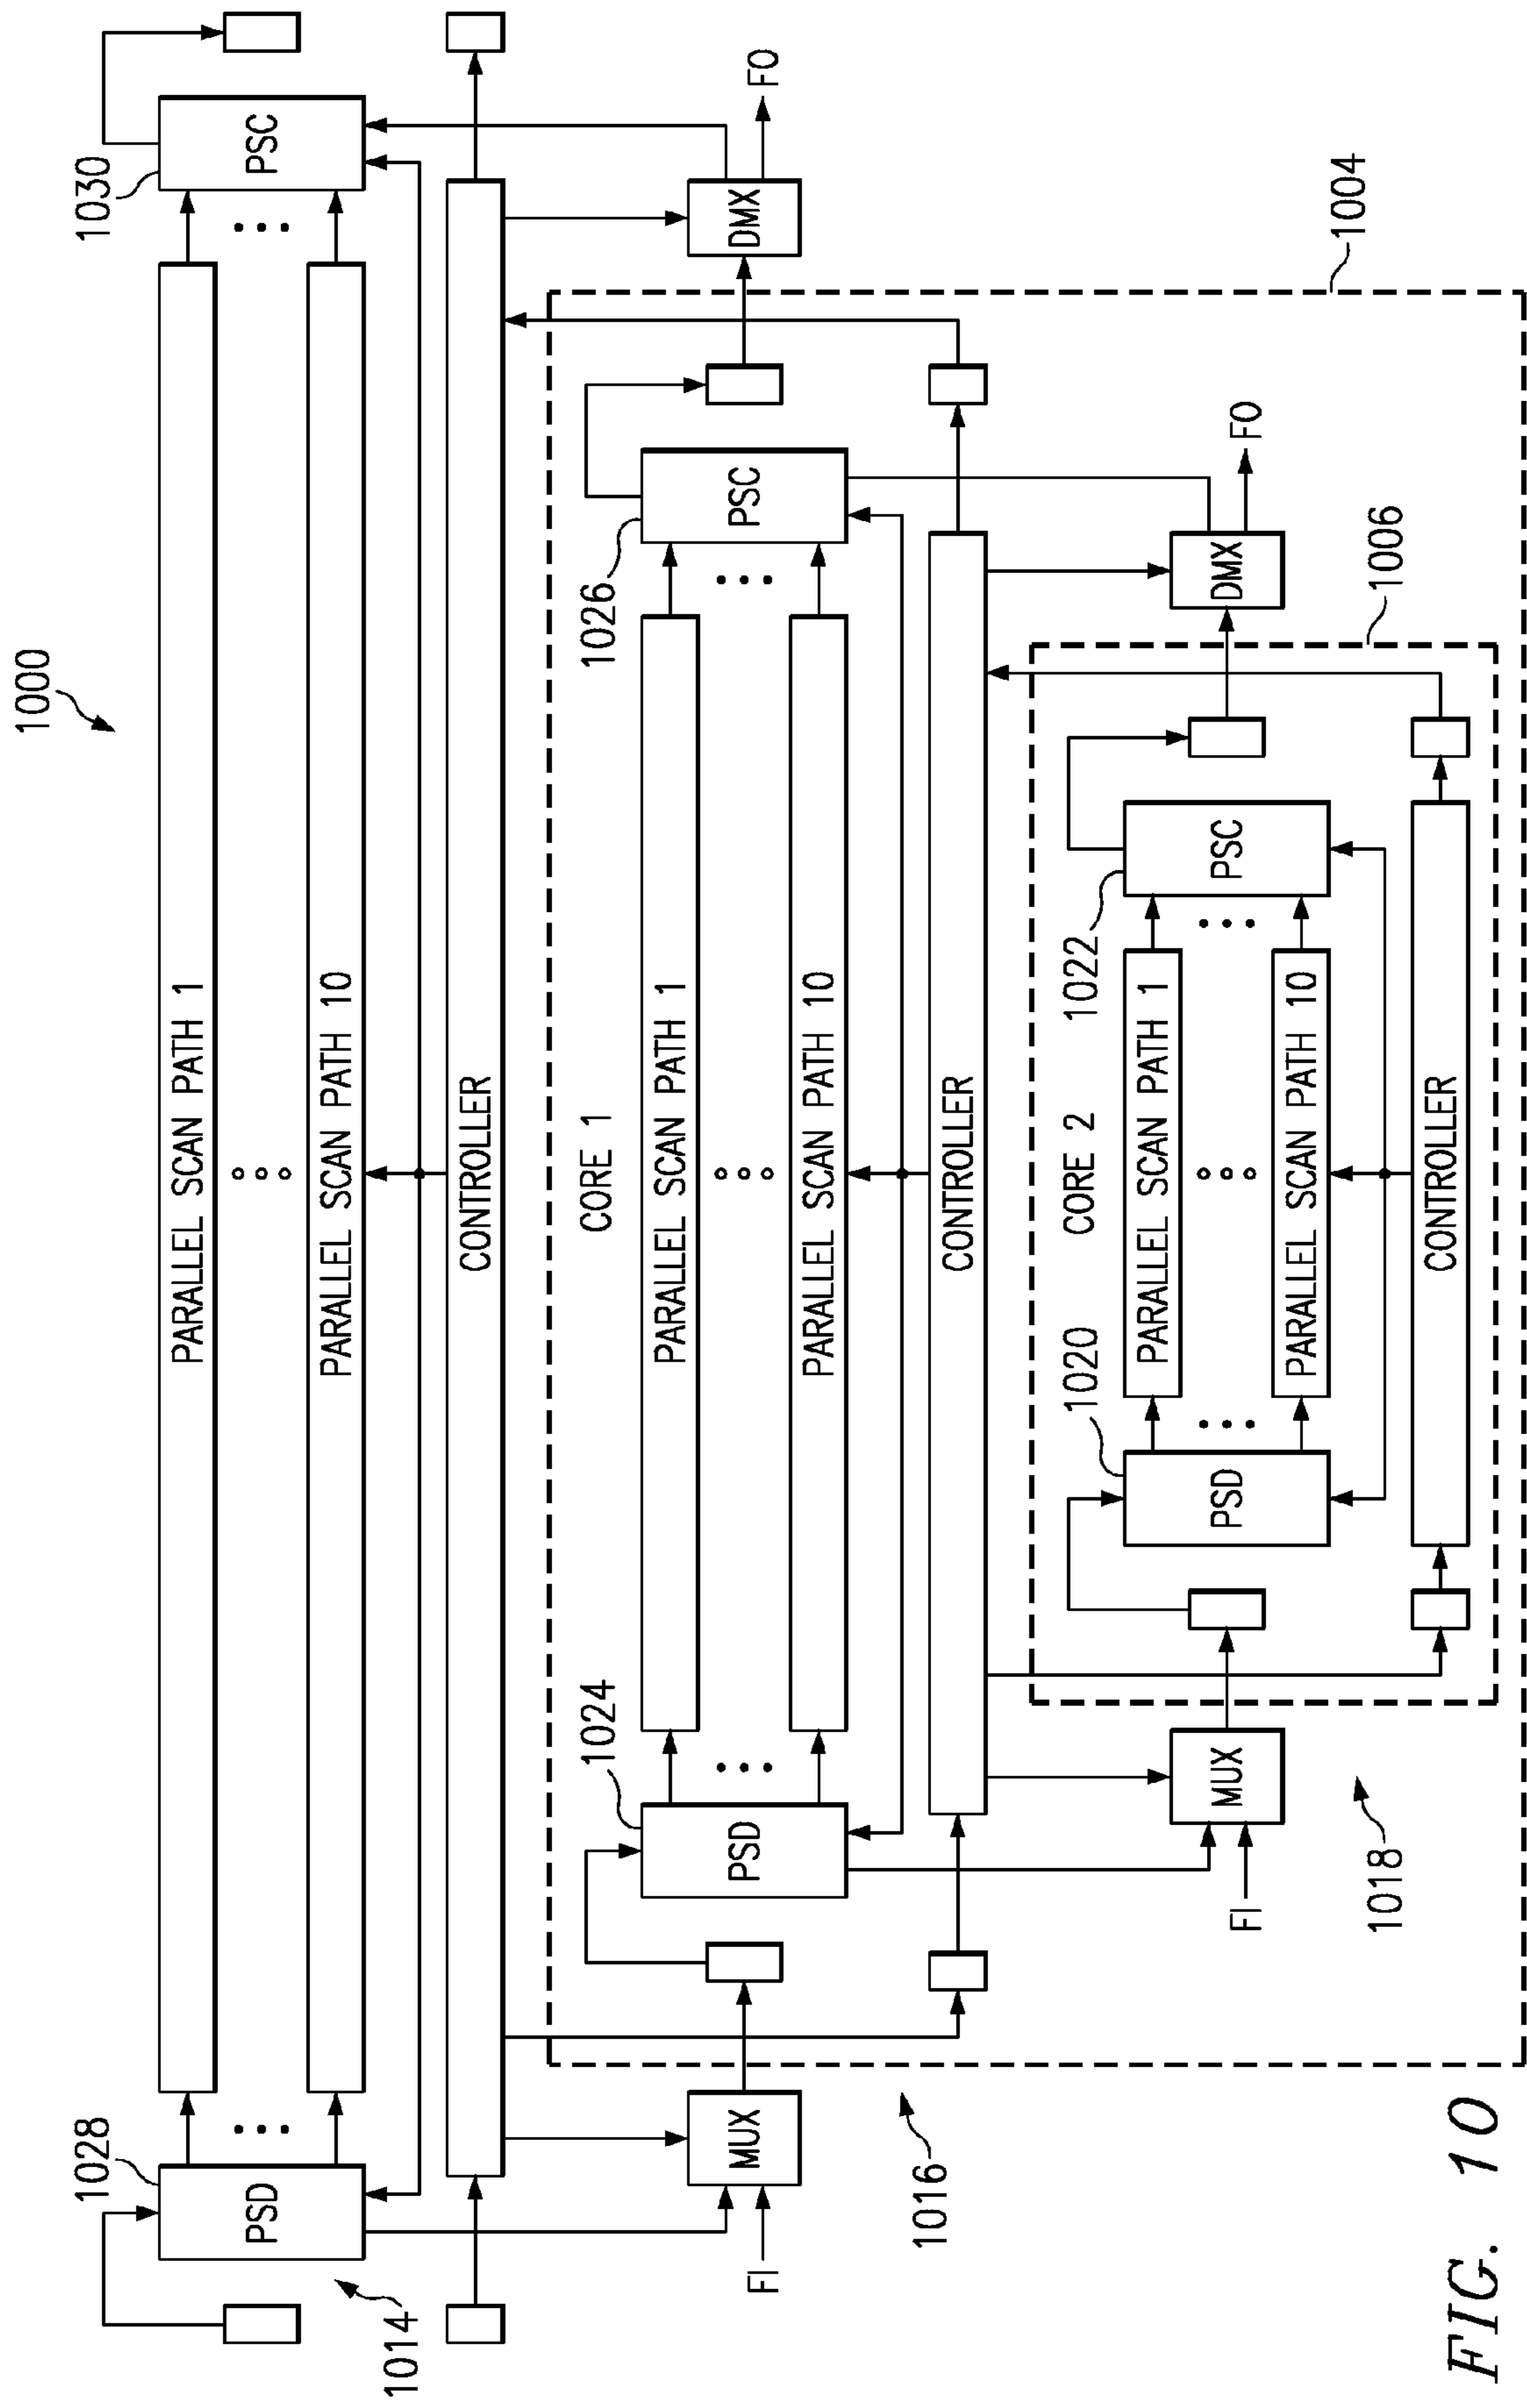 1000
1028
PSD
PARALLEL SCAN PATH 1
PARALLEL SCAN PATH 10
PSC
1030
1014
CONTROLLER
FI
MUX
DMX
FO
1016
CORE 1
1004
1024
PSD
PARALLEL SCAN PATH 1
PARALLEL SCAN PATH 10
PSC
1026
CONTROLLER
FI
MUX
DMX
FO
1018
CORE 2
1006
1020
PSD
PARALLEL SCAN PATH 1
PARALLEL SCAN PATH 10
PSC
1022
CONTROLLER
FIG. 10